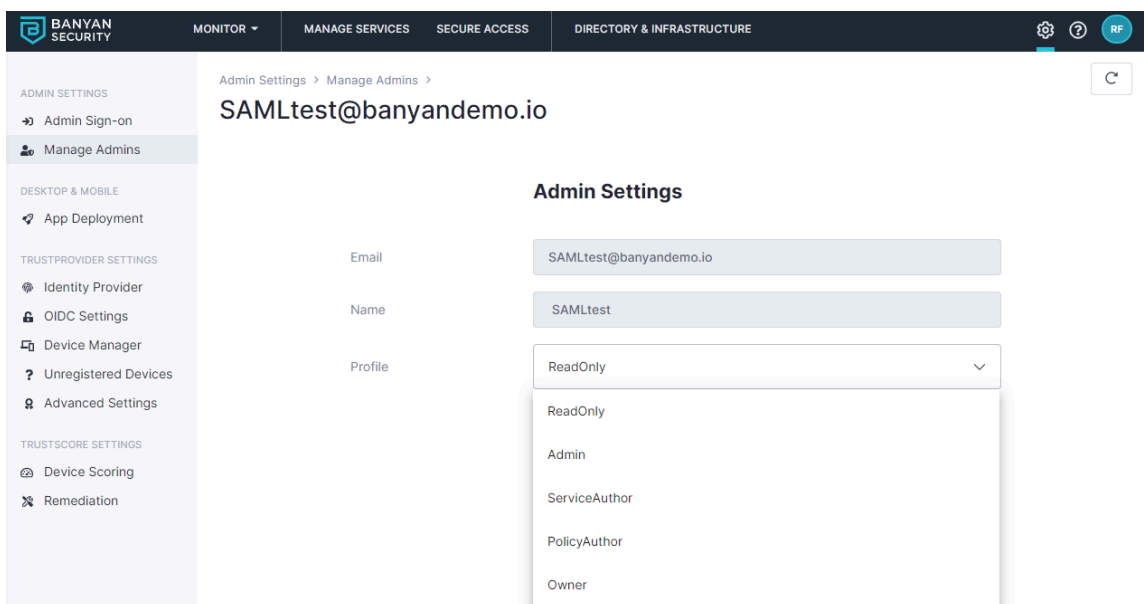 BANYAN
SECURITY
MONITOR
MANAGE SERVICES
SECURE ACCESS
DIRECTORY & INFRASTRUCTURE
?
RF
Admin Settings > Manage Admins >
SAMLtest@banyandemo.io
ADMIN SETTINGS
Admin Sign-on
Manage Admins
DESKTOP & MOBILE
App Deployment
TRUSTPROVIDER SETTINGS
Identity Provider
OIDC Settings
Device Manager
? Unregistered Devices
Advanced Settings
TRUSTSCORE SETTINGS
Device Scoring
Remediation
Admin Settings
Email
SAMLtest@banyandemo.io
Name
SAMLtest
Profile
ReadOnly
ReadOnly
Admin
ServiceAuthor
PolicyAuthor
Owner